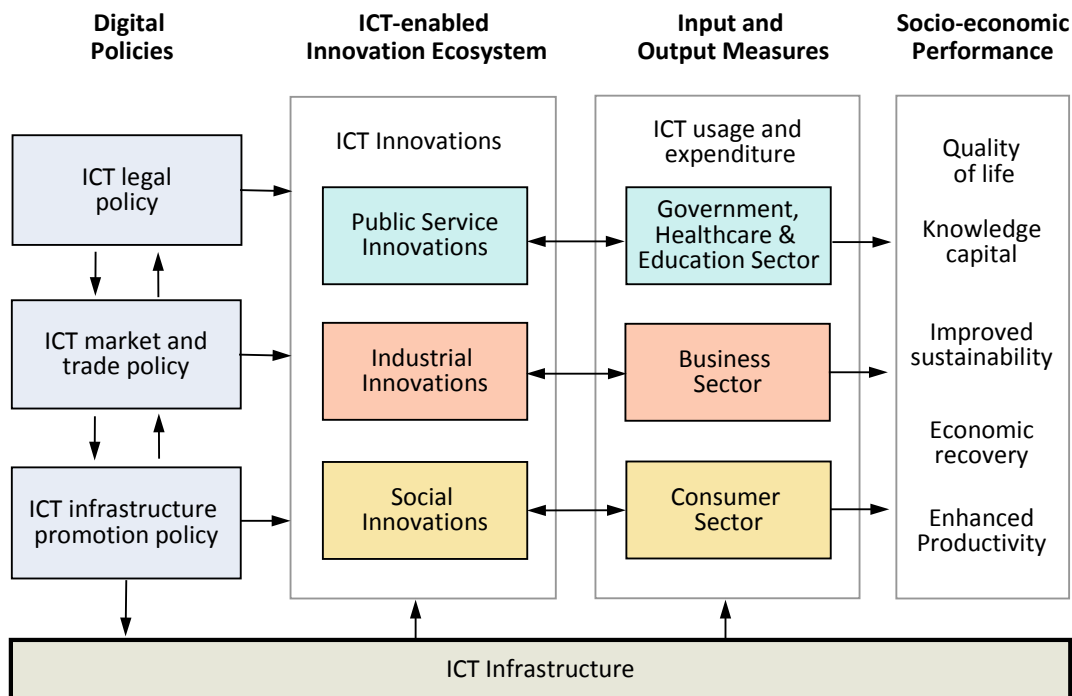 Digital
Policies
ICT-enabled
Innovation Ecosystem
Input and
Output Measures
Socio-economic
Performance
ICT legal
policy
ICT market and
trade policy
ICT infrastructure
promotion policy
ICT Innovations
Public Service
Innovations
Industrial
Innovations
Social
Innovations
ICT usage and
expenditure
Government,
Healthcare &
Education Sector
Business
Sector
Consumer
Sector
Quality
of life
Knowledge
capital
Improved
sustainability
Economic
recovery
Enhanced
Productivity
ICT Infrastructure